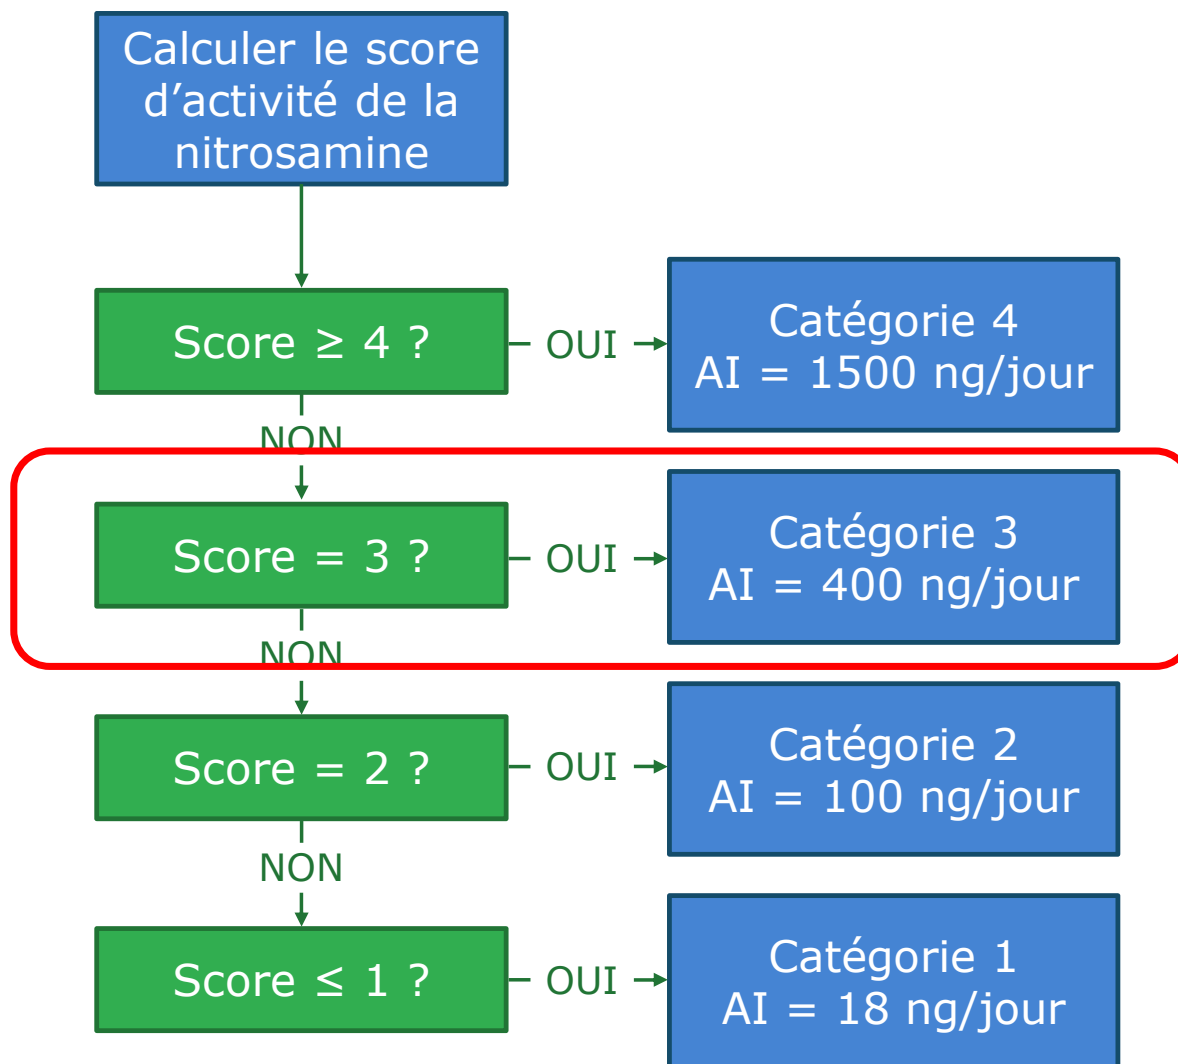 Calculer le score
d’activité de la
nitrosamine
Score ≥ 4 ?
OUI
Catégorie 4
AI = 1500 ng/jour
NON
Score = 3 ?
OUI
Catégorie 3
AI = 400 ng/jour
NON
Score = 2 ?
OUI
Catégorie 2
AI = 100 ng/jour
NON
Score ≤ 1 ?
OUI
Catégorie 1
AI = 18 ng/jour